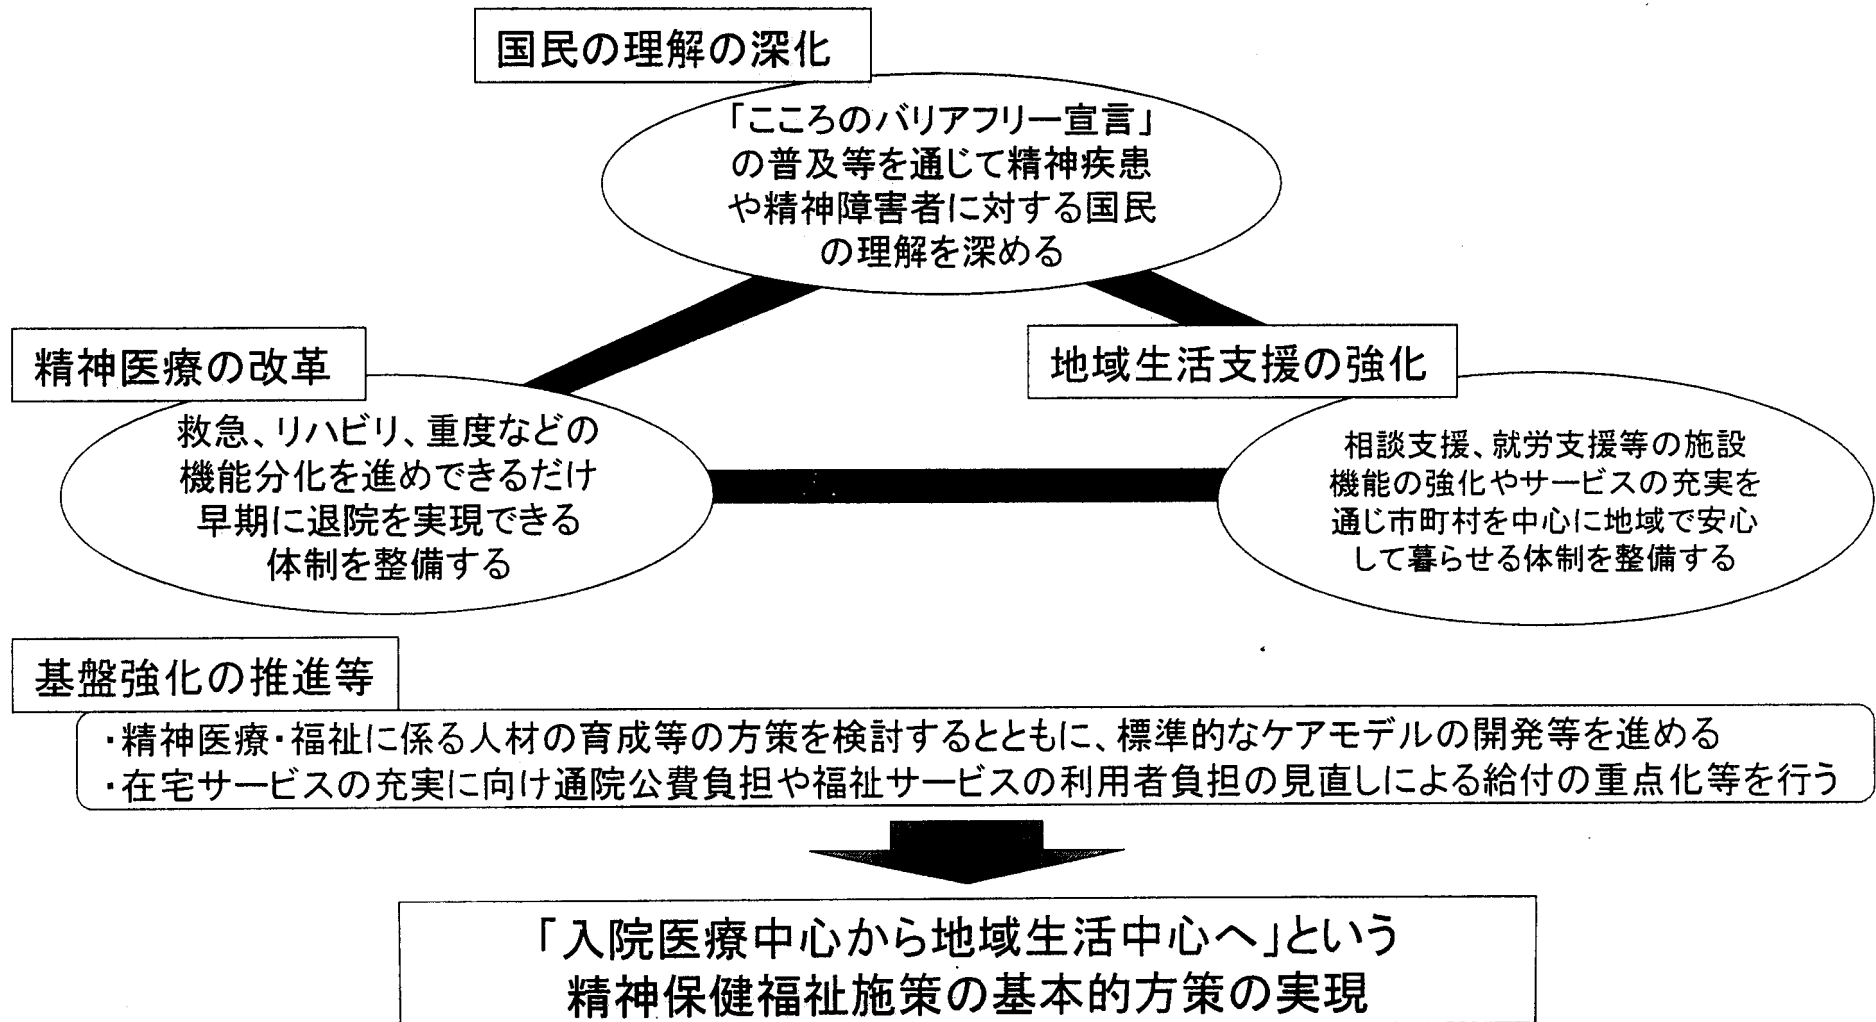 国民の理解の深化
「こころのバリアフリー宣言」
の普及等を通じて精神疾患
や精神障害者に対する国民
の理解を深める
精神医療の改革
救急、リハビリ、重度などの
機能分化を進めできるだけ
早期に退院を実現できる
体制を整備する
地域生活支援の強化
相談支援、就労支援等の施設
機能の強化やサービスの充実を
通じ市町村を中心に地域で安心
して暮らせる体制を整備する
基盤強化の推進等
・精神医療・福祉に係る人材の育成等の方策を検討するとともに、標準的なケアモデルの開発等を進める
・在宅サービスの充実に向け通院公費負担や福祉サービスの利用者負担の見直しによる給付の重点化等を行う
「入院医療中心から地域生活中心へ」という
精神保健福祉施策の基本的方策の実現